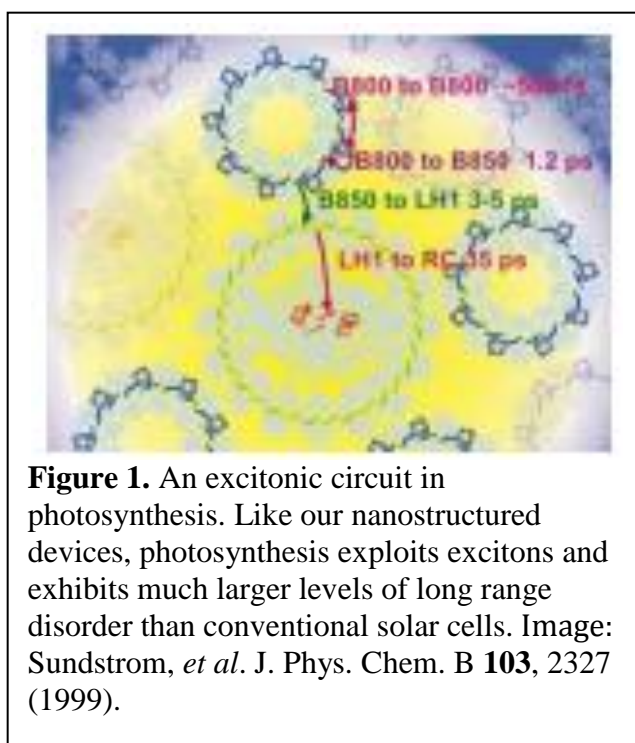 B800 to B800
B800 to B850 1.2 ps
B850 to LH1 3-5 ps
LH1 to RC 35 ps
Figure 1. An excitonic circuit in
photosynthesis. Like our nanostructured
devices, photosynthesis exploits excitons and
exhibits much larger levels of long range
disorder than conventional solar cells. Image:
Sundstrom, et al. J. Phys. Chem. B 103, 2327
(1999).